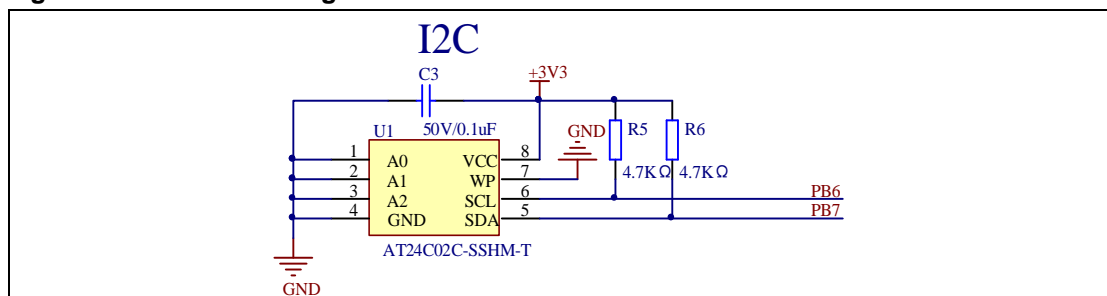 I2C
C3
+3V3
U1
50V/0.1uF
GND
R5
R6
1
A0
VCC
8
2
A1
WP
7
4.7KΩ
4.7KΩ
3
A2
SCL
6
PB6
4
GND
SDA
5
PB7
AT24C02C-SSHM-T
GND